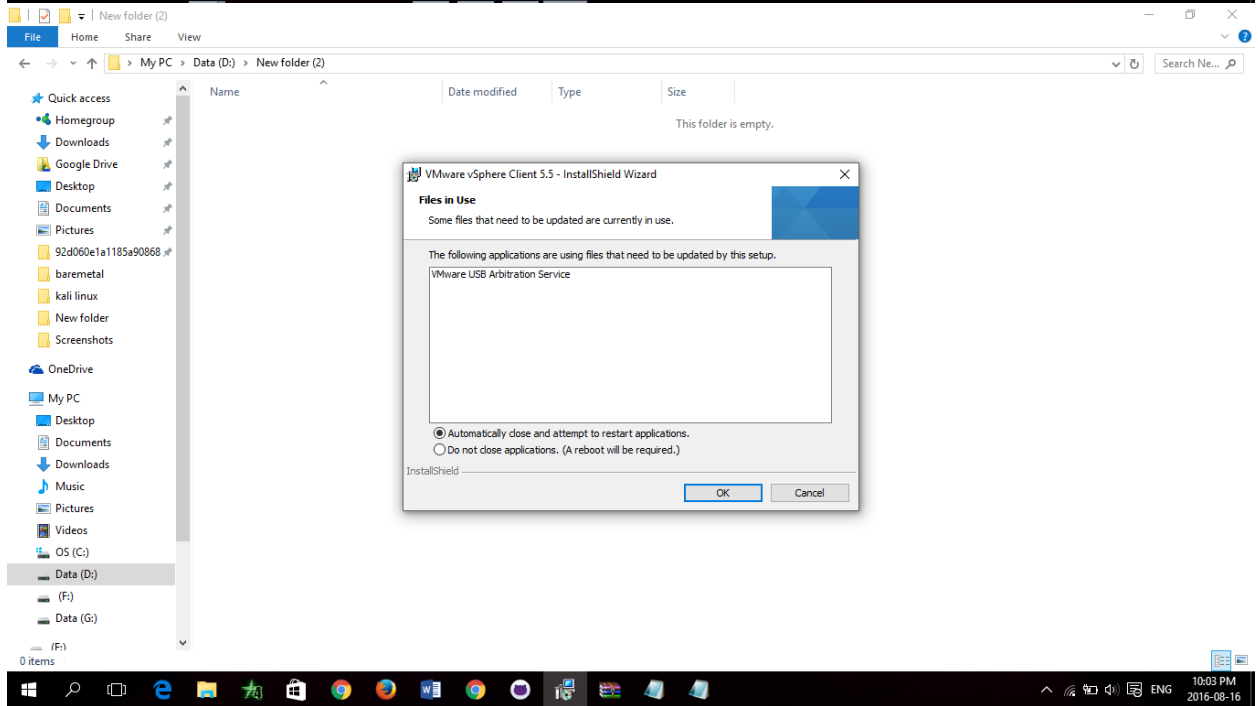 New folder (2)
File Home Share View
My PC Data (D:) New folder (2)
Search Ne...
Name Date modified Type Size
This folder is empty.
Quick access
Homegroup
Downloads
Google Drive
Desktop
Documents
Pictures
92d060e1a1185a90868
baremetal
kali linux
New folder
Screenshots
OneDrive
My PC
Desktop
Documents
Downloads
Music
Pictures
Videos
OS (C:)
Data (D:)
(F:)
Data (G:)
(E:)
0 items
VMware vSphere Client 5.5 - InstallShield Wizard
Files in Use
Some files that need to be updated are currently in use.
The following applications are using files that need to be updated by this setup.
VMware USB Arbitration Service
Automatically close and attempt to restart applications.
Do not close applications. (A reboot will be required.)
InstallShield
OK Cancel
ENG
10:03 PM
2016-08-16